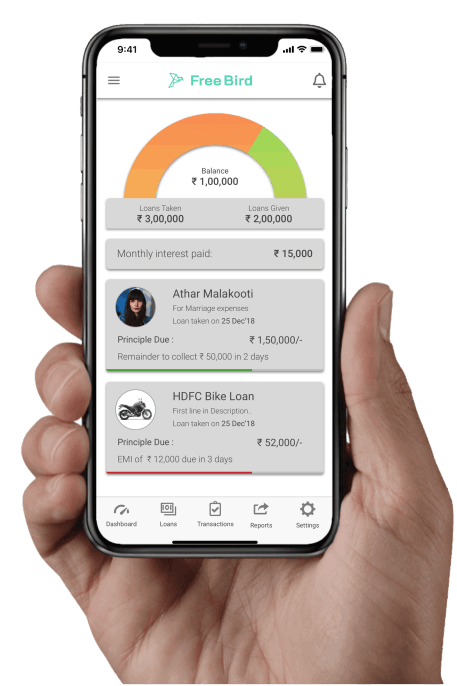 9:41
Free Bird
Balance
₹ 1,00,000
Loans Taken
₹ 3,00,000
Loans Given
₹ 2,00,000
Monthly interest paid: ₹ 15,000
Athar Malakooti
For Marriage expenses
Loan taken on 25 Dec'18
Principle Due : ₹ 1,50,000/-
Remainder to collect ₹ 50,000 in 2 days
HDFC Bike Loan
First line in Description.
Loan taken on 25 Dec'18
Principle Due : ₹ 52,000/-
EMI of ₹ 12,000 due in 3 days
Dashboard Loans Transactions Reports Settings